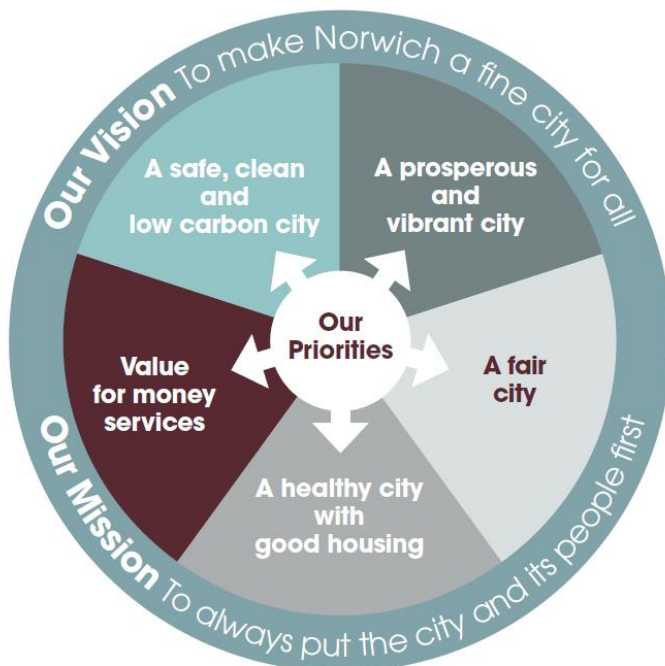 Our Vision To make Norwich a fine city for all
A safe, clean
and
low carbon city
A prosperous
and
vibrant city
Our
Priorities
Value
for money
services
A fair
city
A healthy city
with
good housing
Our Mission To always put the city and its people first